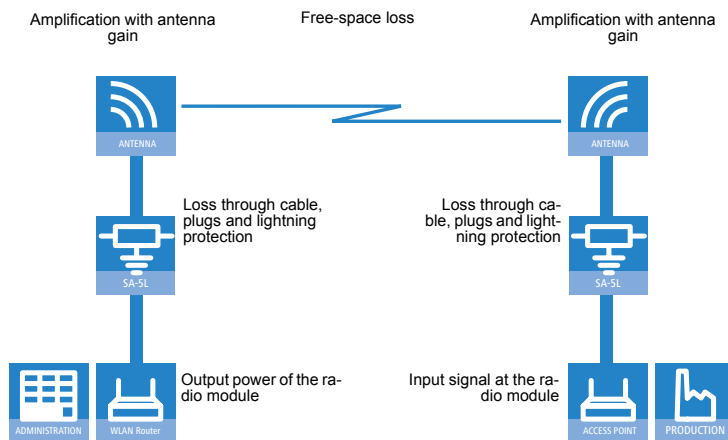 Amplification with antenna
gain
Free-space loss
Amplification with antenna
gain
ANTENNA
ANTENNA
Loss through cable,
plugs and lightning
protection
Loss through ca-
ble, plugs and light-
ning protection
SA-5L
SA-5L
Output power of the ra-
dio module
Input signal at the ra-
dio module
ADMINISTRATION
WLAN Router
ACCESS POINT
PRODUCTION